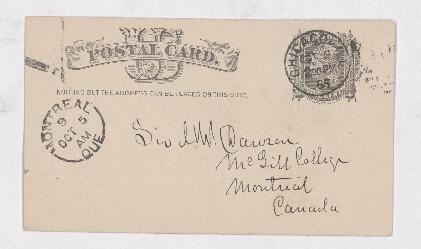 POSTAL CARD.
NOTHING BUT THE ADDRESS CAN BE PLACED ON THIS SIDE.
MONTREAL
9 AM
OCT 5
QUE
CHICAGO
Dawson
McGill College
Montreal
Canada